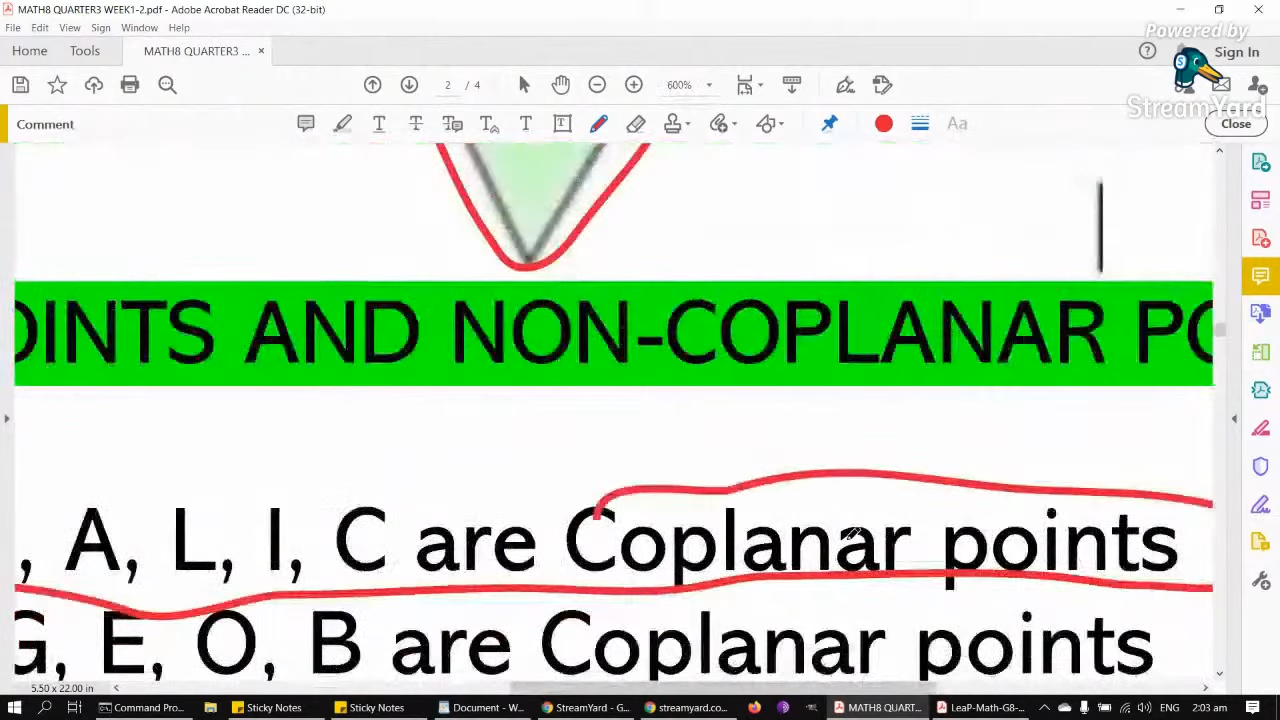 MATH8 QUARTER3 WEEK1-2.pdf - Adobe Acrobat Reader DC (32-bit)
File Edit View Sign Window Help
Powered by
Home Tools MATH8 QUARTER3 ... × Sign In
StreamYard
2 / 4 600%
Comment Close
OINTS AND NON-COPLANAR PO
, A, L, I, C are Coplanar points
G, E, O, B are Coplanar points
5.50 x 22.00 in
Command Pro... Sticky Notes Sticky Notes Document - W... StreamYard - G... streamyard.co... MATH8 QUART... LeaP-Math-G8-... 2:03 am